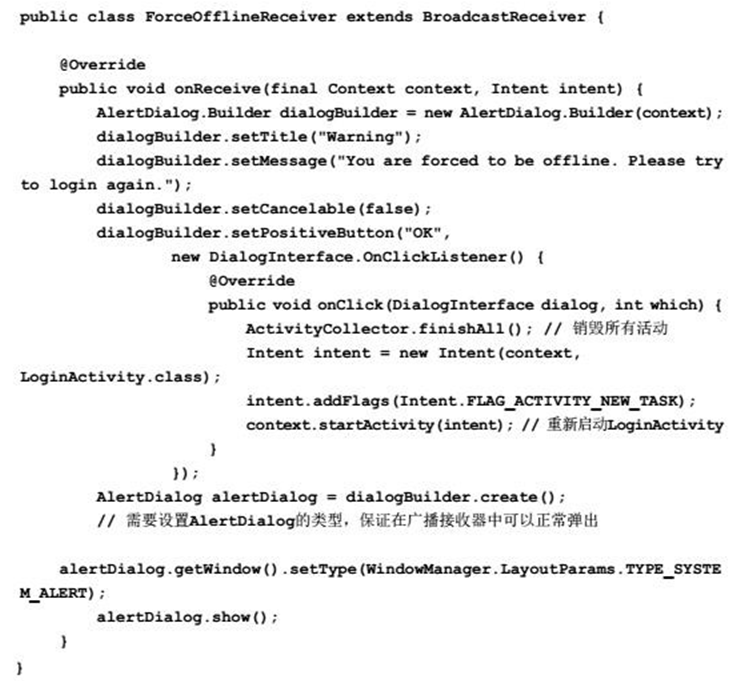 public class ForceOfflineReceiver extends BroadcastReceiver {
@Override
public void onReceive(final Context context, Intent intent) {
AlertDialog.Builder dialogBuilder = new AlertDialog.Builder(context);
dialogBuilder.setTitle("Warning");
dialogBuilder.setMessage("You are forced to be offline. Please try
to login again.");
dialogBuilder.setCancelable(false);
dialogBuilder.setPositiveButton("OK",
new DialogInterface.OnClickListener() {
@Override
public void onClick(DialogInterface dialog, int which) {
ActivityCollector.finishAll(); // 销毁所有活动
Intent intent = new Intent(context,
LoginActivity.class);
intent.addFlags(Intent.FLAG_ACTIVITY_NEW_TASK);
context.startActivity(intent); // 重新启动LoginActivity
}
});
AlertDialog alertDialog = dialogBuilder.create();
// 需要设置AlertDialog的类型，保证在广播接收器中可以正常弹出
alertDialog.getWindow().setType(WindowManager.LayoutParams.TYPE_SYSTE
M_ALERT);
alertDialog.show();
}
}